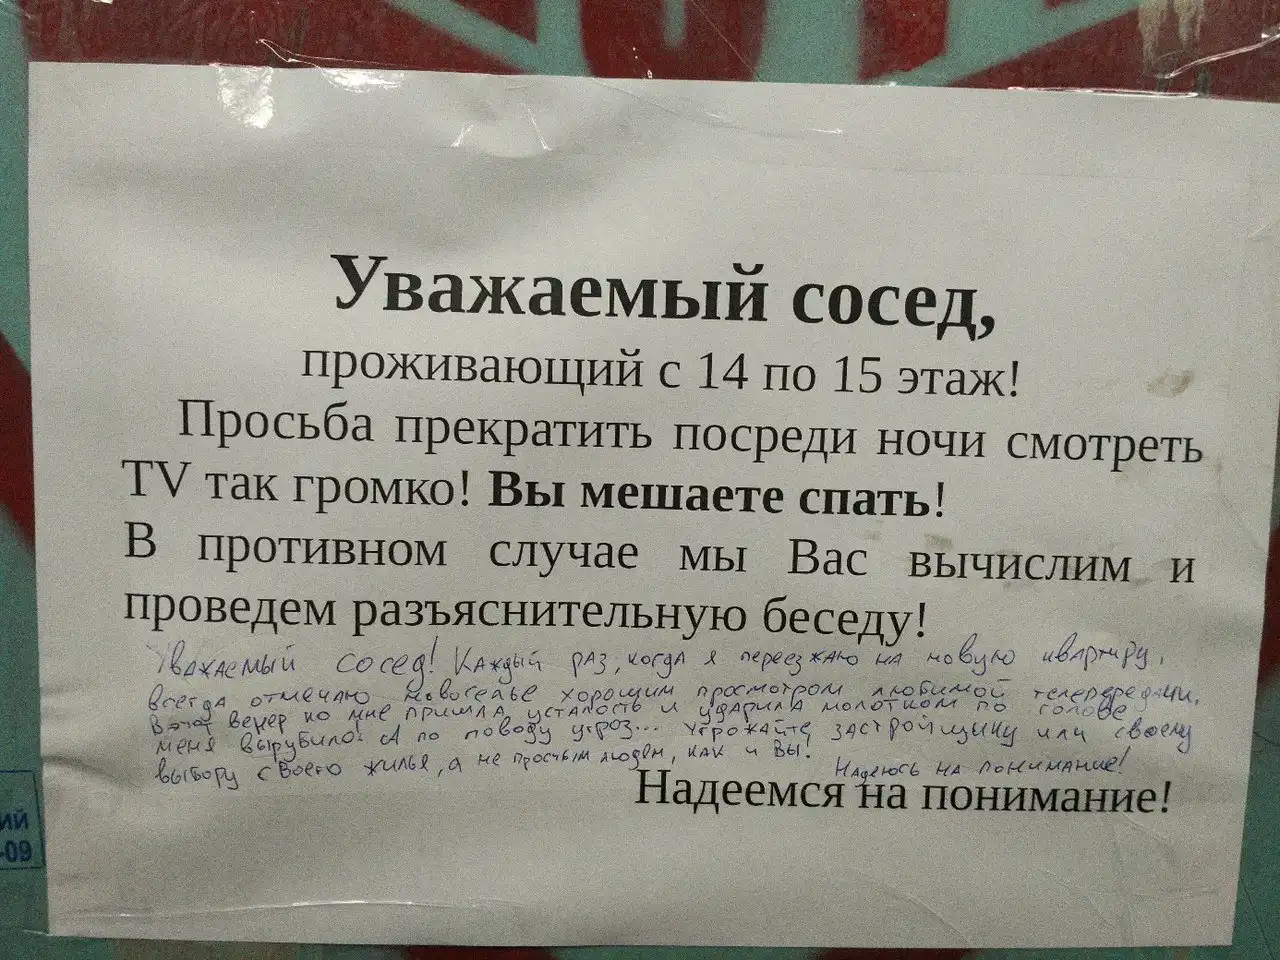 Уважаемый сосед,
проживающий с 14 по 15 этаж!
Просьба прекратить посреди ночи смотреть
TV так громко! Вы мешаете спать!
В противном случае мы Вас вычислим и
проведем разъяснительную беседу!
Уважаемый сосед! Каждый раз, когда я переезжаю на новую квартиру,
всегда отмечаю новоселье хорошим просмотром любимой телепередачи.
В этот вечер ко мне пришла усталость и ударила молотком по голове
меня вырубило! А по поводу угроз... Угрожайте застройщику или своему
выбору своего жилья, а не простым людям, как и Вы!
Надеюсь на понимание!
Надеемся на понимание!
ий
-09